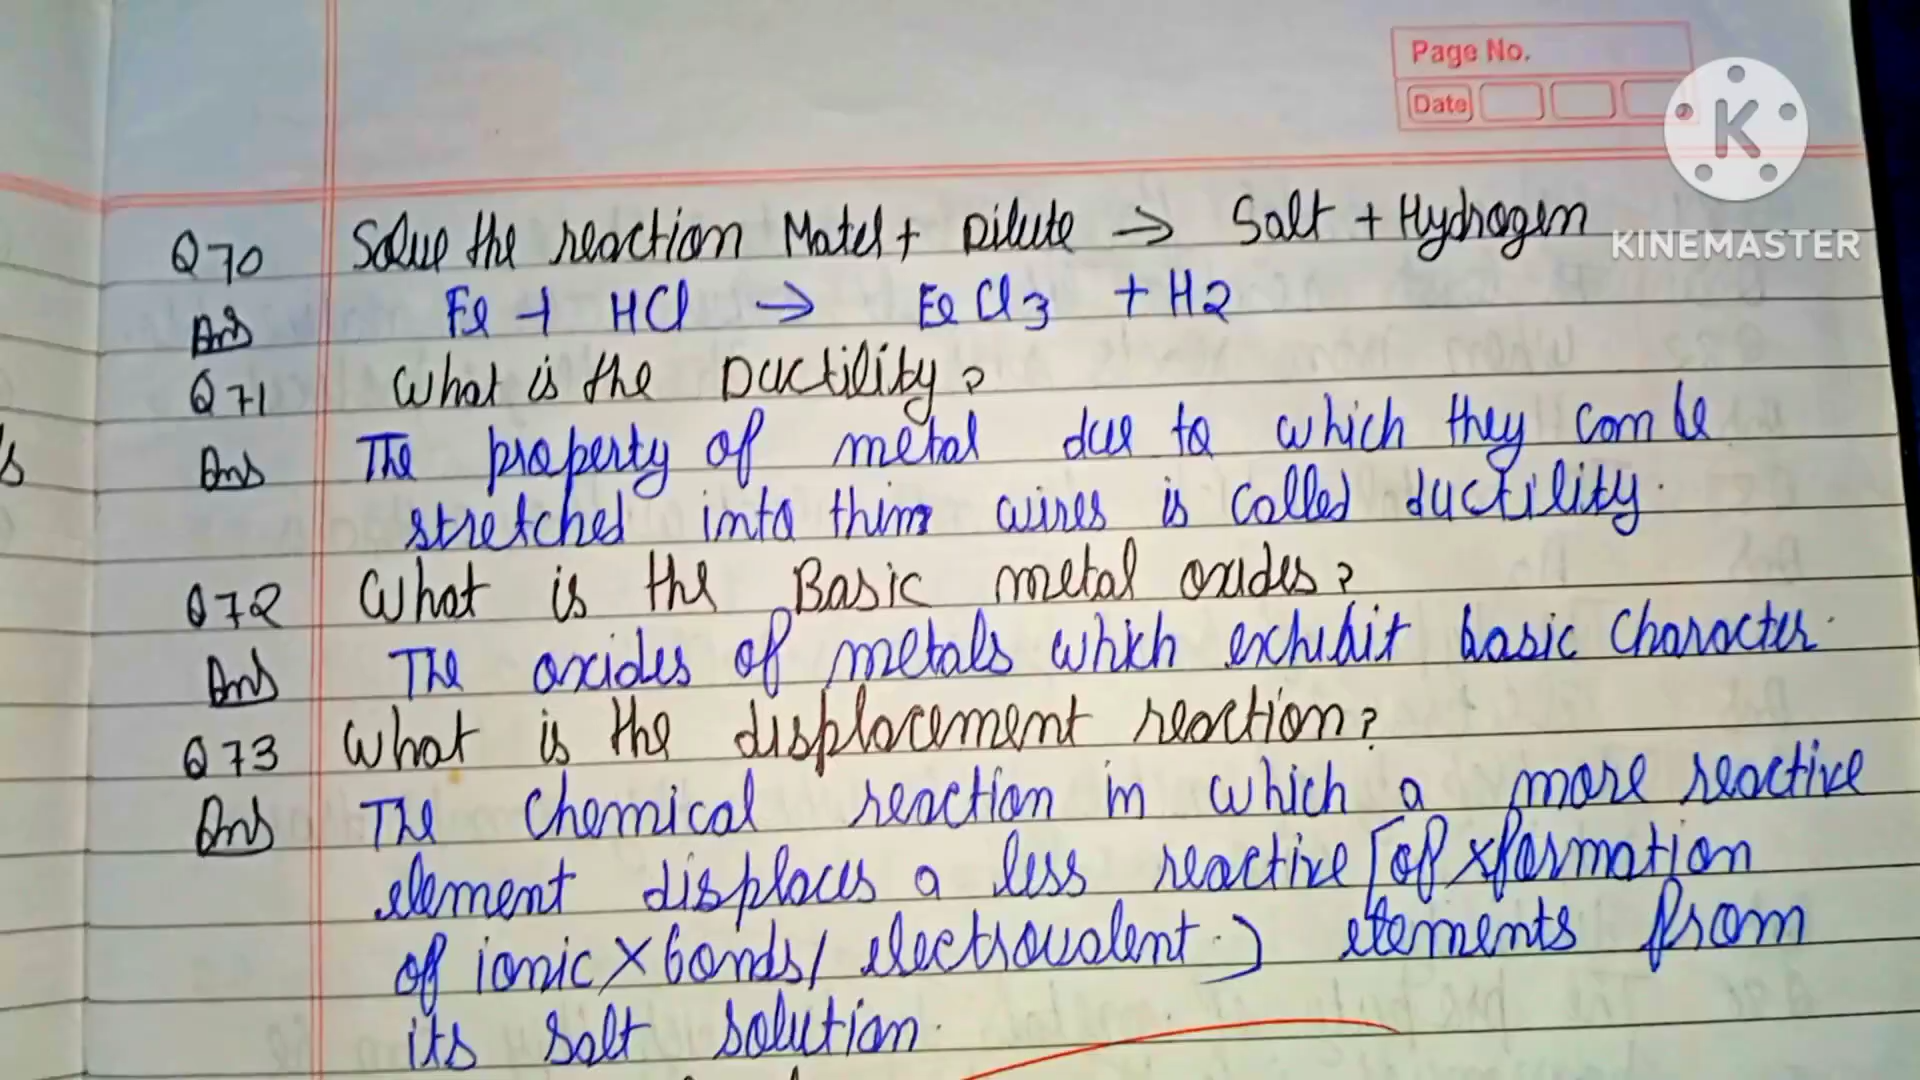 Page No.
Date
KINEMASTER
Q70 Solve the reaction Matel + Dilute → Salt + Hydrogen
Ans Fe + HCl → FeCl3 + H2
Q71 What is the Ductility?
Ans The property of metal due to which they can be
stretched into thin wires is called ductility.
Q72 What is the Basic metal oxides?
Ans The oxides of metals which exhibit basic character.
Q73 What is the displacement reaction?
Ans The chemical reaction in which a more reactive
element displaces a less reactive [of xformation
of ionic x bonds/ electrovalent.) elements from
its salt solution.